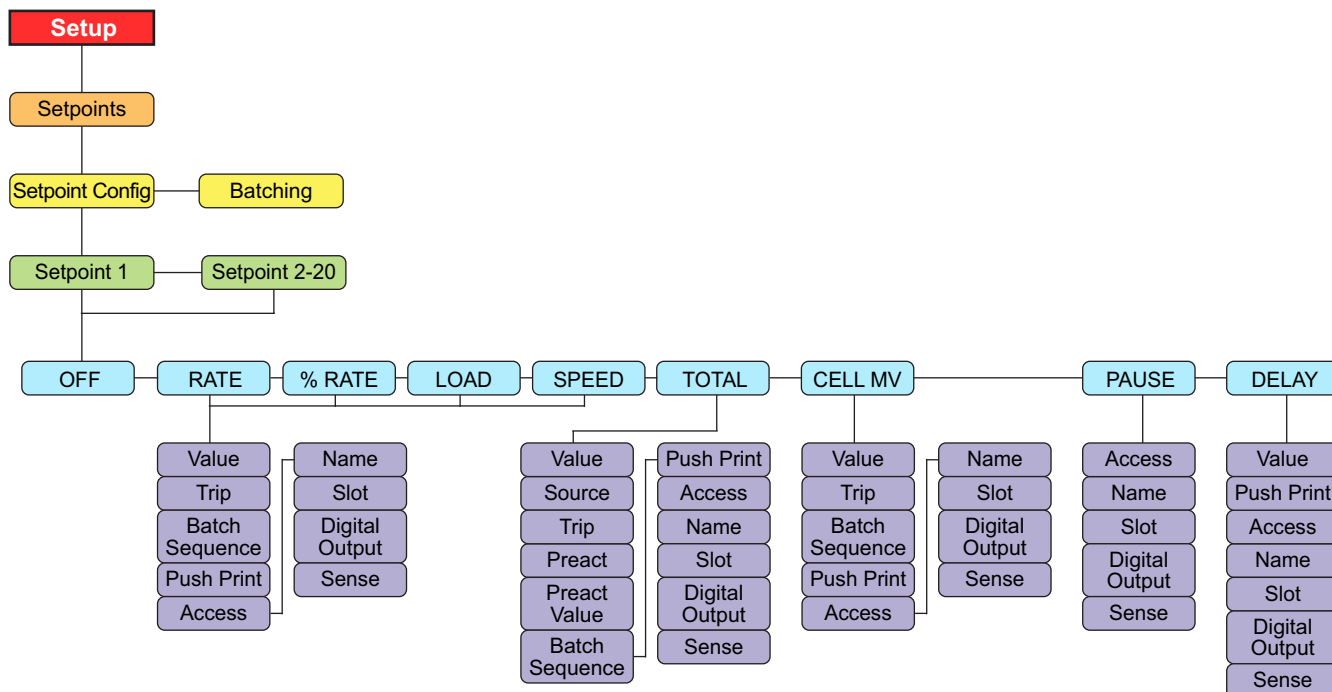 Setup
Setpoints
Setpoint Config
Batching
Setpoint 1
Setpoint 2-20
OFF
RATE
% RATE
LOAD
SPEED
TOTAL
CELL MV
PAUSE
DELAY
Value
Trip
Batch
Sequence
Push Print
Access
Name
Slot
Digital
Output
Sense
Value
Source
Trip
Preact
Preact
Value
Batch
Sequence
Push Print
Access
Name
Slot
Digital
Output
Sense
Value
Trip
Batch
Sequence
Push Print
Access
Name
Slot
Digital
Output
Sense
Access
Name
Slot
Digital
Output
Sense
Value
Push Print
Access
Name
Slot
Digital
Output
Sense